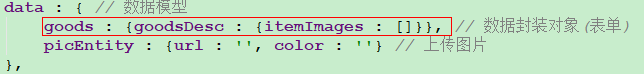 data : { // 数据模型
goods : {goodsDesc : {itemImages : []}}, // 数据封装对象(表单)
picEntity : {url : '', color : ''} // 上传图片
},